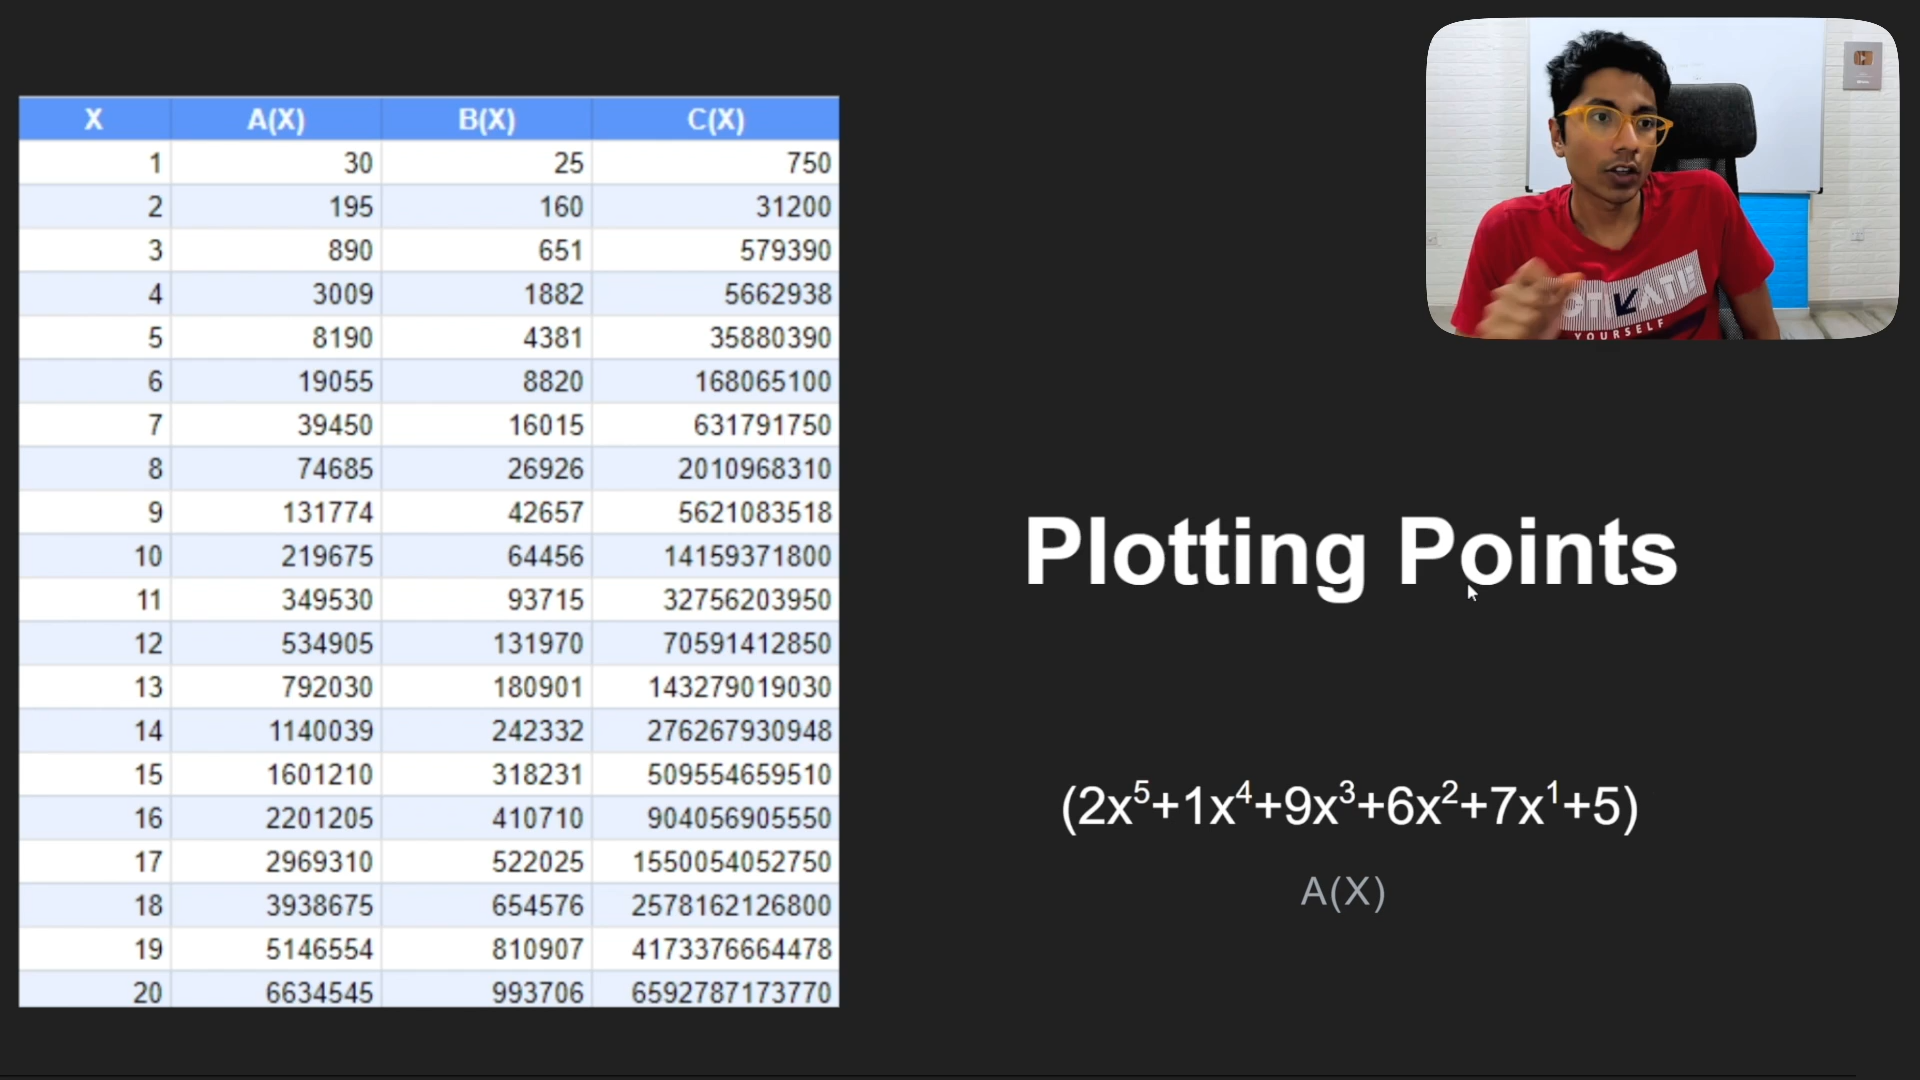 X A(X) B(X) C(X)
1 30 25 750
2 195 160 31200
3 890 651 579390
4 3009 1882 5662938
5 8190 4381 35880390
6 19055 8820 168065100
7 39450 16015 631791750
8 74685 26926 2010968310
9 131774 42657 5621083518
10 219675 64456 14159371800
11 349530 93715 32756203950
12 534905 131970 70591412850
13 792030 180901 143279019030
14 1140039 242332 276267930948
15 1601210 318231 509554659510
16 2201205 410710 904056905550
17 2969310 522025 1550054052750
18 3938675 654576 2578162126800
19 5146554 810907 4173376664478
20 6634545 993706 6592787173770
CTIVATE
YOURSELF
Plotting Points
(2x⁵+1x⁴+9x³+6x²+7x¹+5)
A(X)